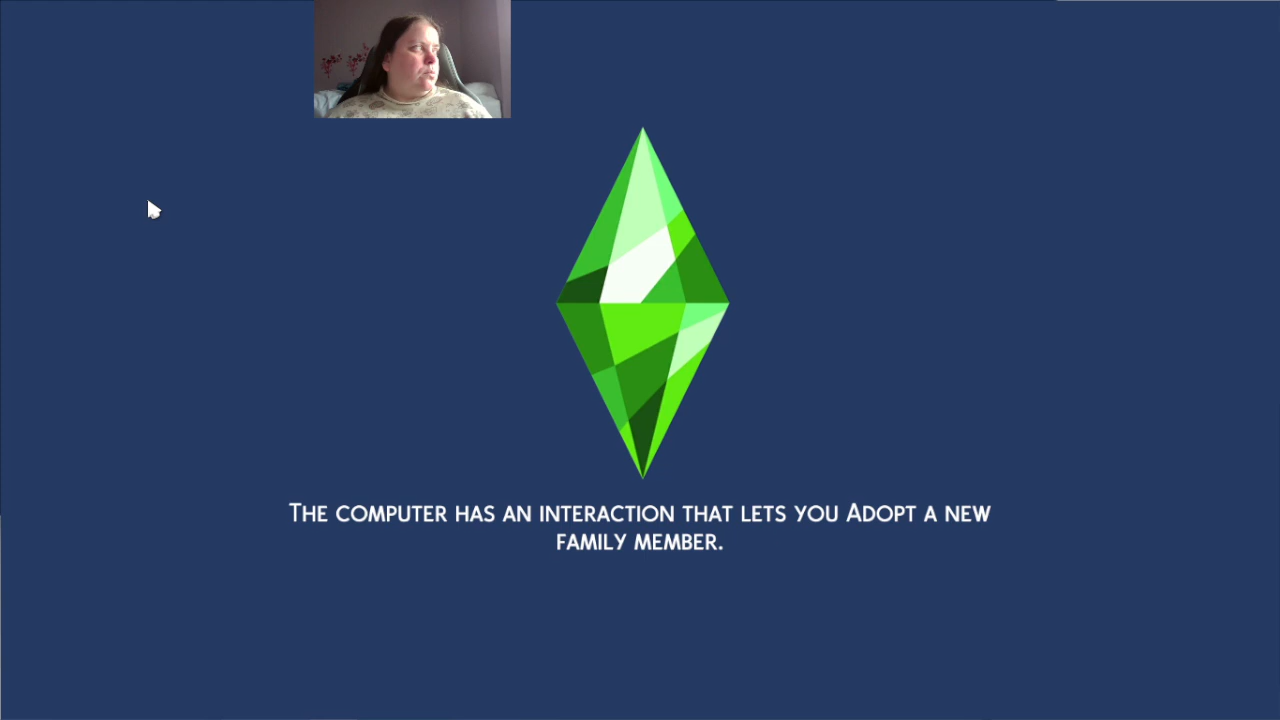 The computer has an interaction that lets you Adopt a new
family member.